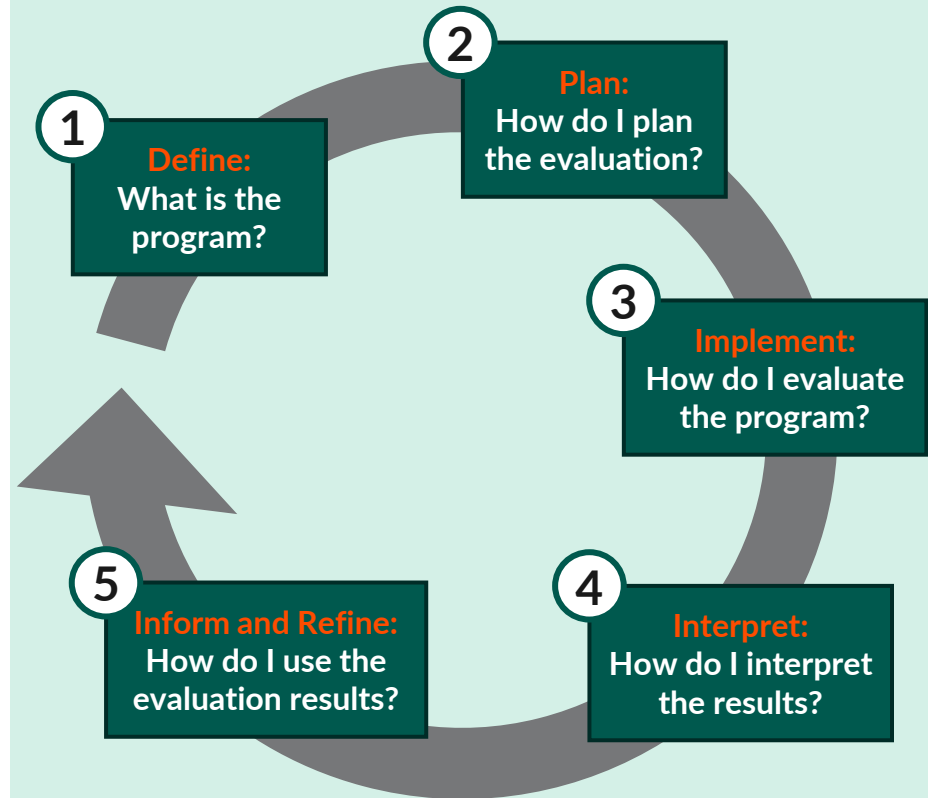 1
Define:
What is the
program?
2
Plan:
How do I plan
the evaluation?
3
Implement:
How do I evaluate
the program?
4
Interpret:
How do I interpret
the results?
5
Inform and Refine:
How do I use the
evaluation results?